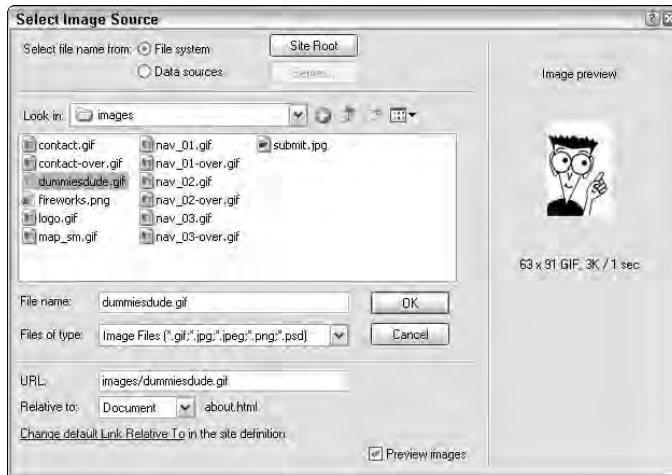 Select Image Source
Select file name from: File system
Site Root
Data sources
Server...
Image preview
Look in: images
contact.gif
contact-over.gif
dummiesdude.gif
fireworks.png
logo.gif
map_sm.gif
nav_01.gif
nav_01-over.gif
nav_02.gif
nav_02-over.gif
nav_03.gif
nav_03-over.gif
submit.jpg
63 x 91 GIF, 3K / 1 sec
File name: dummiesdude.gif
OK
Files of type: Image Files (*.gif;*.jpg;*.jpeg;*.png;*.psd)
Cancel
URL: images/dummiesdude.gif
Relative to: Document about.html
Change default Link Relative To in the site definition
Preview images